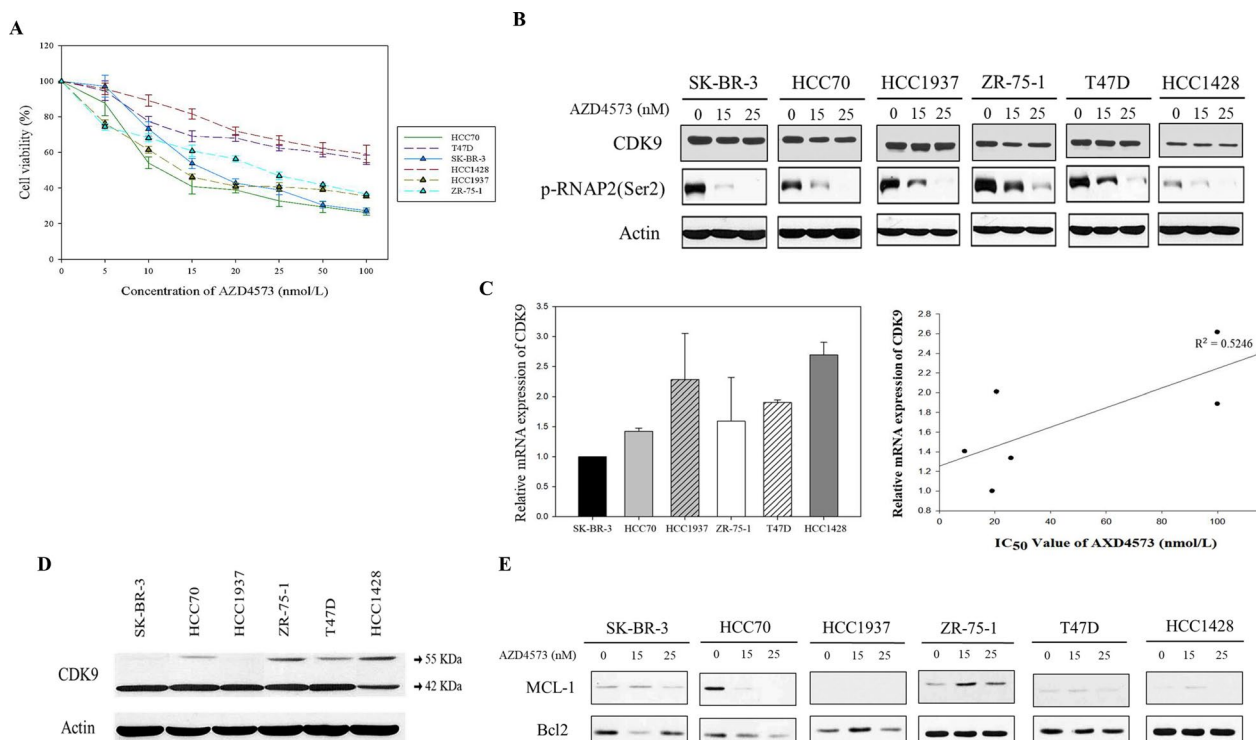 A
120
100
80
60
40
20
0
Cell viability (%)
0 5 10 15 20 25 50 100
Concentration of AZD4573 (nmol/L)
HCC70
T47D
SK-BR-3
HCC1428
HCC1937
ZR-75-1
B
SK-BR-3 HCC70 HCC1937 ZR-75-1 T47D HCC1428
AZD4573 (nM) 0 15 25 0 15 25 0 15 25 0 15 25 0 15 25 0 15 25
CDK9
p-RNAP2(Ser2)
Actin
C
Relative mRNA expression of CDK9
3.5
3.0
2.5
2.0
1.5
1.0
0.5
0.0
SK-BR-3 HCC70 HCC1937 ZR-75-1 T47D HCC1428
Relative mRNA expression of CDK9
2.8
2.6
2.4
2.2
2.0
1.8
1.6
1.4
1.2
1.0
0.8
R² = 0.5246
0 20 40 60 80 100
IC50 Value of AXD4573 (nmol/L)
D
SK-BR-3 HCC70 HCC1937 ZR-75-1 T47D HCC1428
CDK9
55 KDa
42 KDa
Actin
E
SK-BR-3 HCC70 HCC1937 ZR-75-1 T47D HCC1428
AZD4573 (nM) 0 15 25 0 15 25 0 15 25 0 15 25 0 15 25 0 15 25
MCL-1
Bcl2